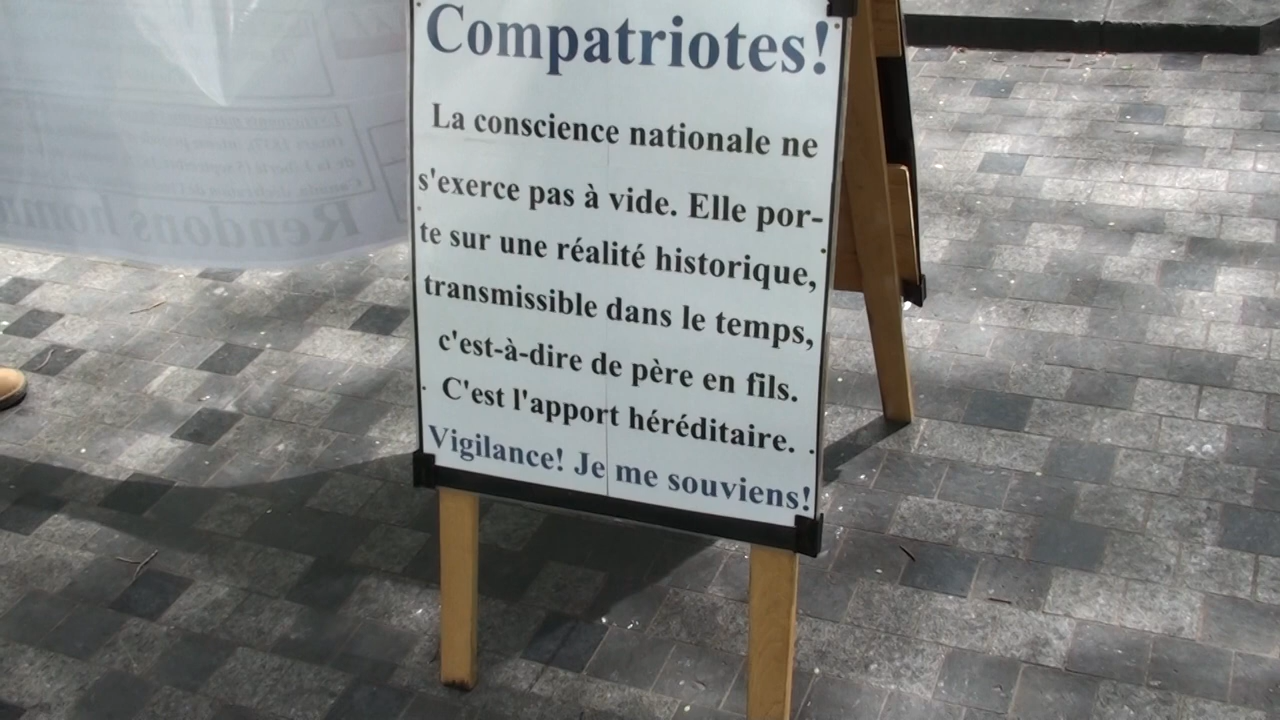 Compatriotes!
La conscience nationale ne
s'exerce pas à vide. Elle por-
te sur une réalité historique,
transmissible dans le temps,
c'est-à-dire de père en fils.
C'est l'apport héréditaire.
Vigilance! Je me souviens!
Rendons